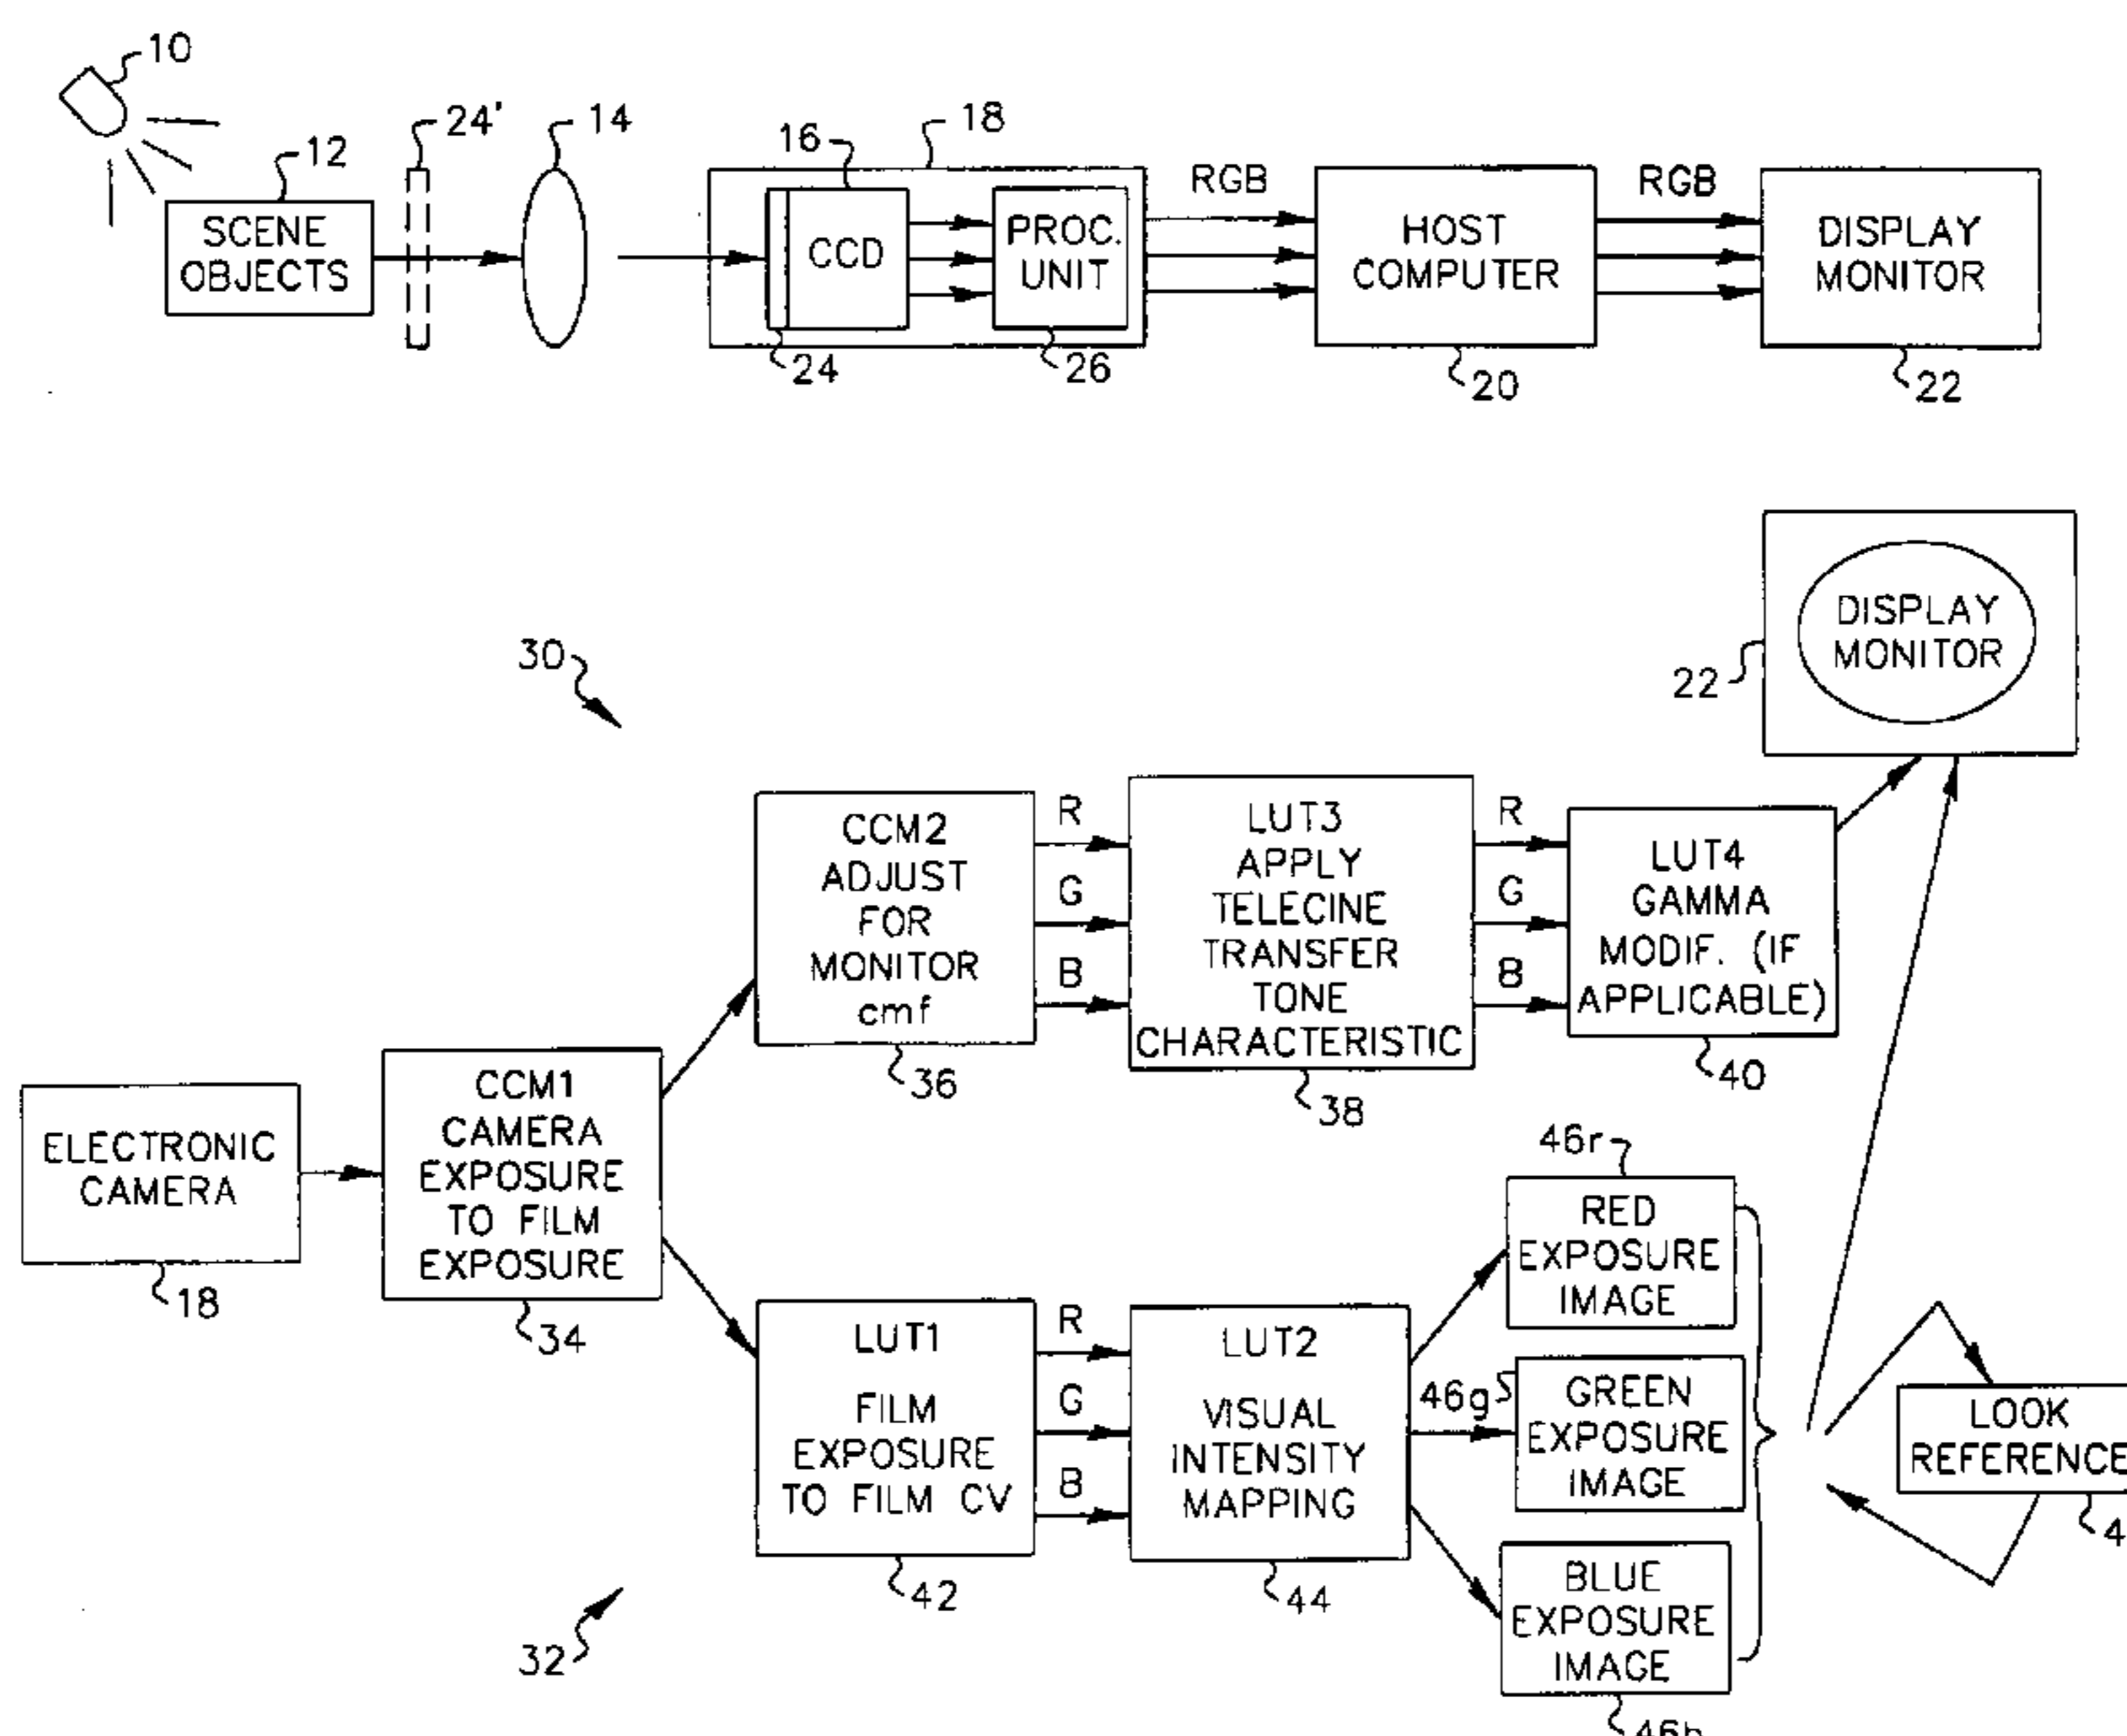 10
12
24'
14
16
18
SCENE
OBJECTS
CCD
PROC.
UNIT
RGB
HOST
COMPUTER
RGB
DISPLAY
MONITOR
24
26
20
22
30
DISPLAY
MONITOR
22
CCM2
ADJUST
FOR
MONITOR
cmf
36
R
G
B
LUT3
APPLY
TELECINE
TRANSFER
TONE
CHARACTERISTIC
38
R
G
B
LUT4
GAMMA
MODIF. (IF
APPLICABLE)
40
ELECTRONIC
CAMERA
18
CCM1
CAMERA
EXPOSURE
TO FILM
EXPOSURE
34
LUT1
FILM
EXPOSURE
TO FILM CV
42
R
G
B
LUT2
VISUAL
INTENSITY
MAPPING
44
46r
RED
EXPOSURE
IMAGE
46g
GREEN
EXPOSURE
IMAGE
BLUE
EXPOSURE
IMAGE
46b
LOOK
REFERENCE
32